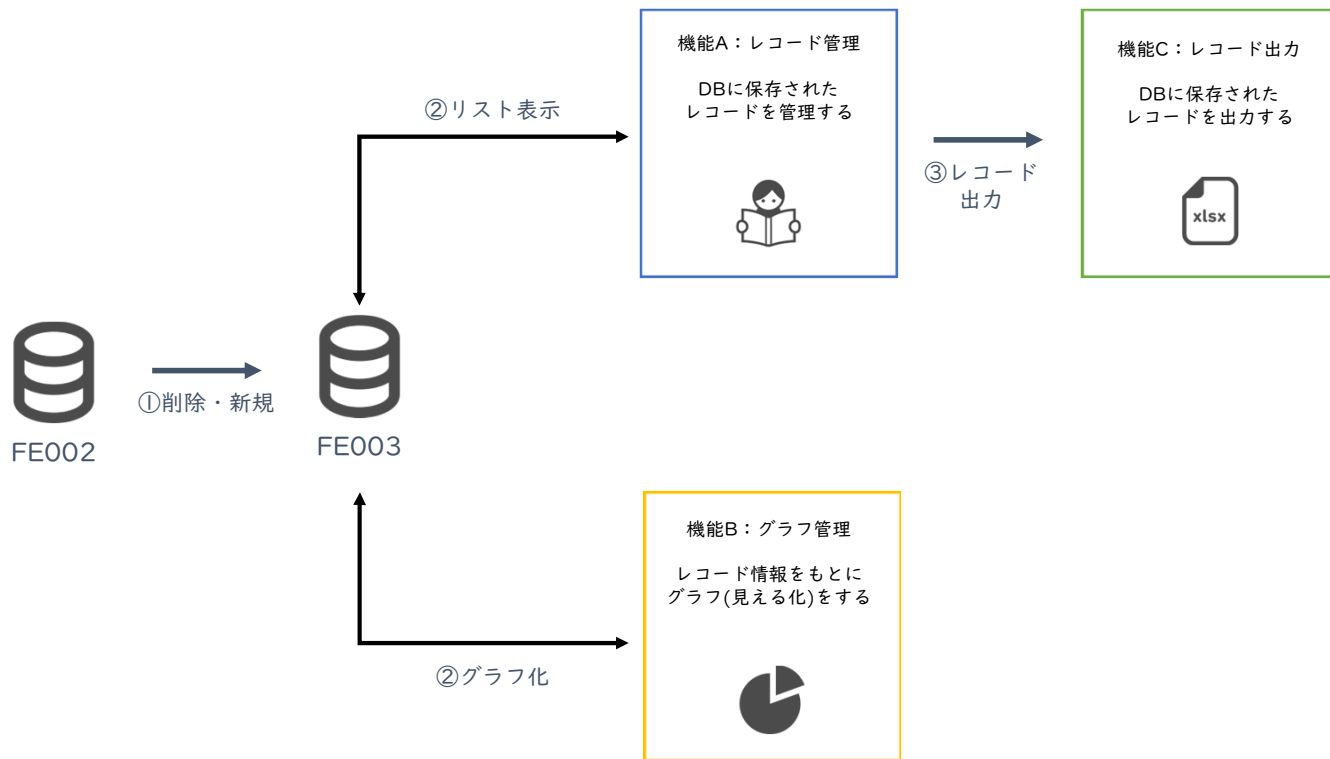 機能A：レコード管理
DBに保存された
レコードを管理する
機能C：レコード出力
DBに保存された
レコードを出力する
xlsx
②リスト表示
③レコード
出力
①削除・新規
FE002
FE003
機能B：グラフ管理
レコード情報をもとに
グラフ(見える化)をする
②グラフ化